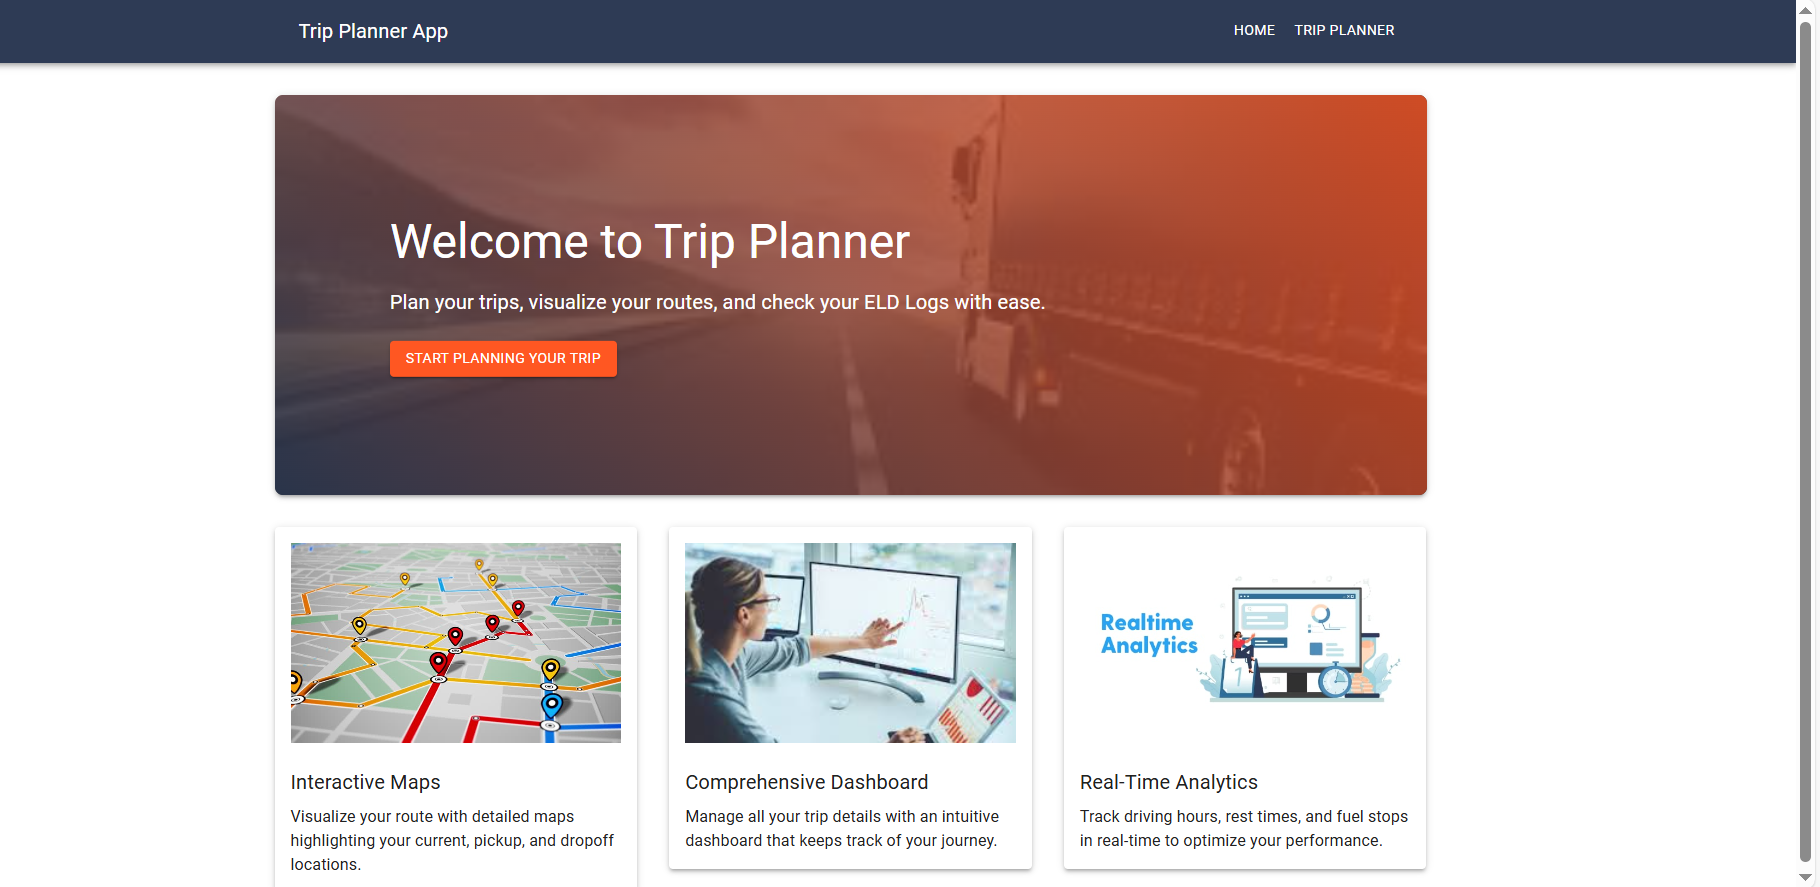 Trip Planner App
HOME
TRIP PLANNER
Welcome to Trip Planner
Plan your trips, visualize your routes, and check your ELD Logs with ease.
START PLANNING YOUR TRIP
Realtime
Analytics
Interactive Maps
Visualize your route with detailed maps
highlighting your current, pickup, and dropoff
locations.
Comprehensive Dashboard
Manage all your trip details with an intuitive
dashboard that keeps track of your journey.
Real-Time Analytics
Track driving hours, rest times, and fuel stops
in real-time to optimize your performance.